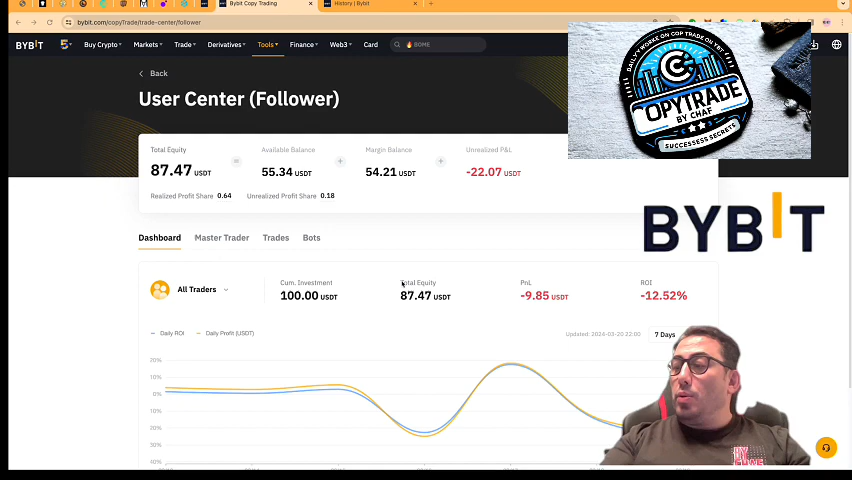 Bybit Copy Trading
History | Bybit
bybit.com/copyTrade/trade-center/follower
BYBIT
Buy Crypto
Markets
Trade
Derivatives
Tools
Finance
Web3
Card
BOME
Back
User Center (Follower)
Total Equity
87.47 USDT
=
Available Balance
55.34 USDT
+
Margin Balance
54.21 USDT
+
Unrealized P&L
-22.07 USDT
Realized Profit Share 0.64
Unrealized Profit Share 0.18
COPYTRADE
BY CHAF
SUCCESSESS SECRETS
BYBIT
Dashboard
Master Trader
Trades
Bots
All Traders
Cum. Investment
100.00 USDT
Total Equity
87.47 USDT
PnL
-9.85 USDT
ROI
-12.52%
Daily ROI
Daily Profit (USDT)
Updated: 2024-03-20 22:00
7 Days
20%
10%
0%